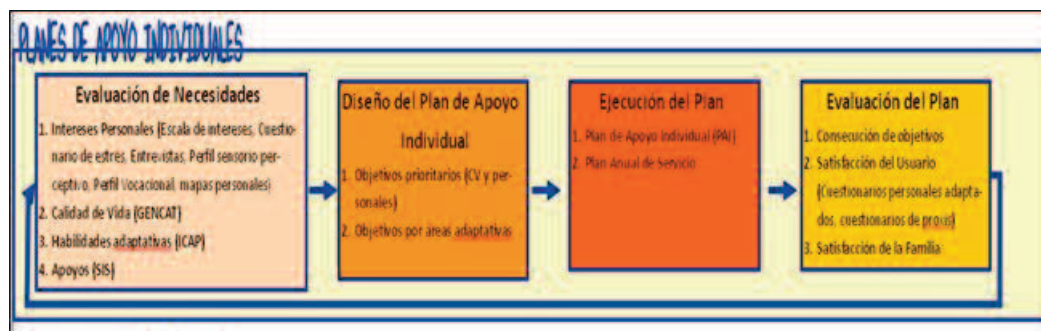 PLANES DE APOYO INDIVIDUALES
Evaluación de Necesidades
1. Intereses Personales (Escala de intereses, Cuestio-
nario de estres, Entrevistas, Perfil sensorio per-
ceptivo, Perfil Vocacional, mapas personales)
2. Calidad de Vida (GENCAT)
3. Habilidades adaptativas (ICAP)
4. Apoyos (SIS)
Diseño del Plan de Apoyo
Individual
1. Objetivos prioritarios (CV y per-
sonales)
2. Objetivos por áreas adaptativas
Ejecución del Plan
1. Plan de Apoyo Individual (PAI)
2. Plan Anual de Servicio
Evaluación del Plan
1. Consecución de objetivos
2. Satisfacción del Usuario
(Cuestionarios personales adapta-
dos, cuestionarios de proxis)
3. Satisfacción de la Familia